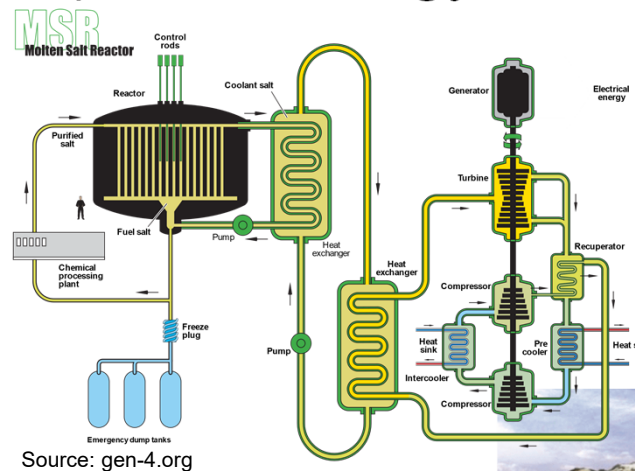 MSR
Molten Salt Reactor
Control
rods
Reactor
Coolant salt
Purified
salt
Fuel salt
Pump
Heat
exchanger
Chemical
processing
plant
Freeze
plug
Emergency dump tanks
Pump
Heat
exchanger
Generator
Electrical
energy
Turbine
Recuperator
Compressor
Heat
sink
Pre
cooler
Heat s
Intercooler
Compressor
Source: gen-4.org